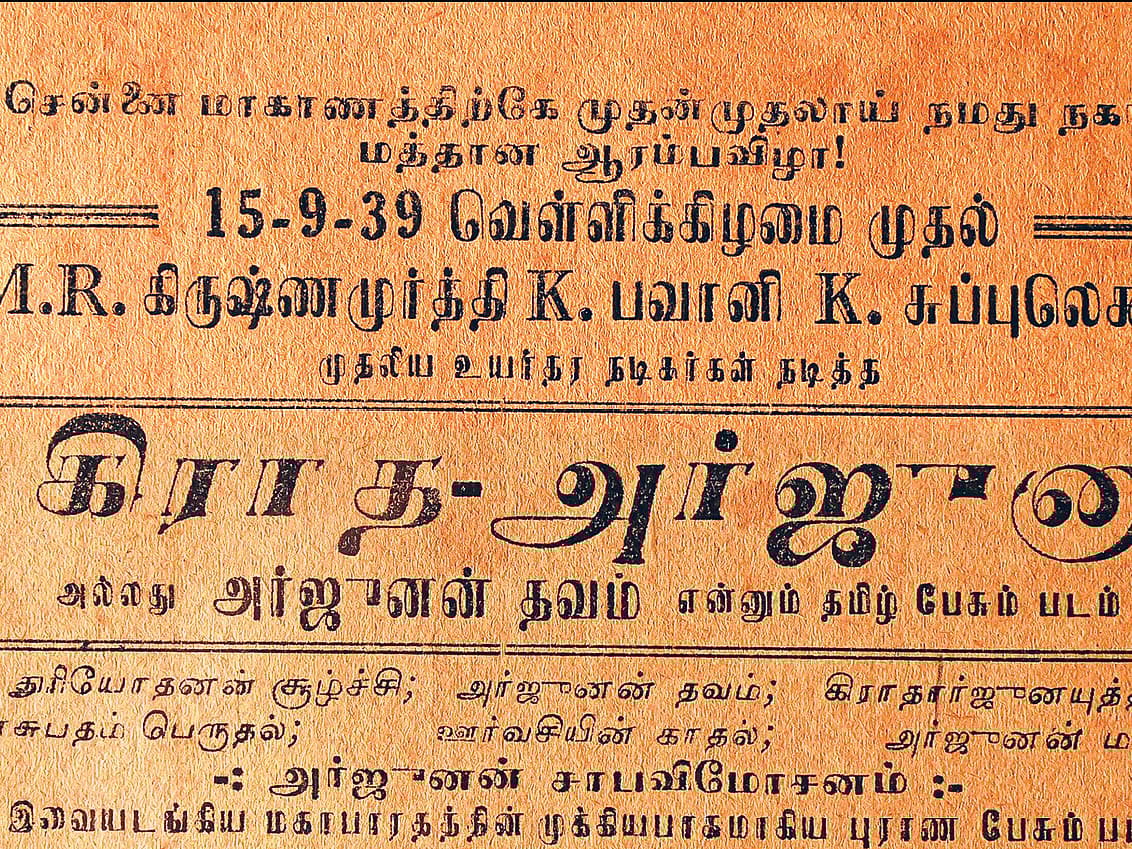 சென்னை மாகாணத்திற்கே முதன்முதலாய் நமது நகர
மத்தான ஆரம்பவிழா!
15-9-39 வெள்ளிக்கிழமை முதல்
M.R. கிருஷ்ணமுர்த்தி K. பவானி K. சுப்புலெக்
முதலிய உயர்தர நடிகர்கள் நடித்த
கிராத-அர்ஜுன
அல்லது அர்ஜுனன் தவம் என்னும் தமிழ் பேசும் படம்
துரியோதனன் சூழ்ச்சி; அர்ஜுனன் தவம்; கிராதார்ஜுனயுத்
சுபதம் பெருதல்; ஊர்வசியின் காதல்; அர்ஜுனன் ம
-: அர்ஜுனன் சாபவிமோசனம் :-
இவையடங்கிய மகாபாரதத்தின் முக்கியபாகமாகிய புராண பேசும் பட